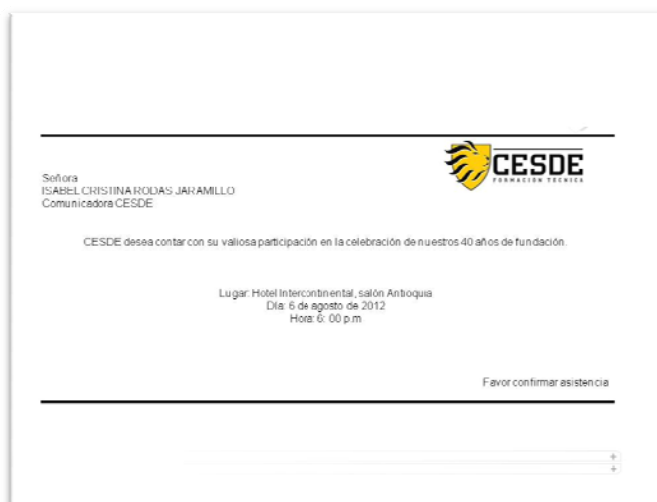 CESDE
FORMACIÓN TÉCNICA
Señora
ISABEL CRISTINA RODAS JARAMILLO
Comunicadora CESDE
CESDE desea contar con su valiosa participación en la celebración de nuestros 40 años de fundación.
Lugar: Hotel Intercontinental, salón Antioquia
Día: 6 de agosto de 2012
Hora: 6: 00 p.m
Favor confirmar asistencia